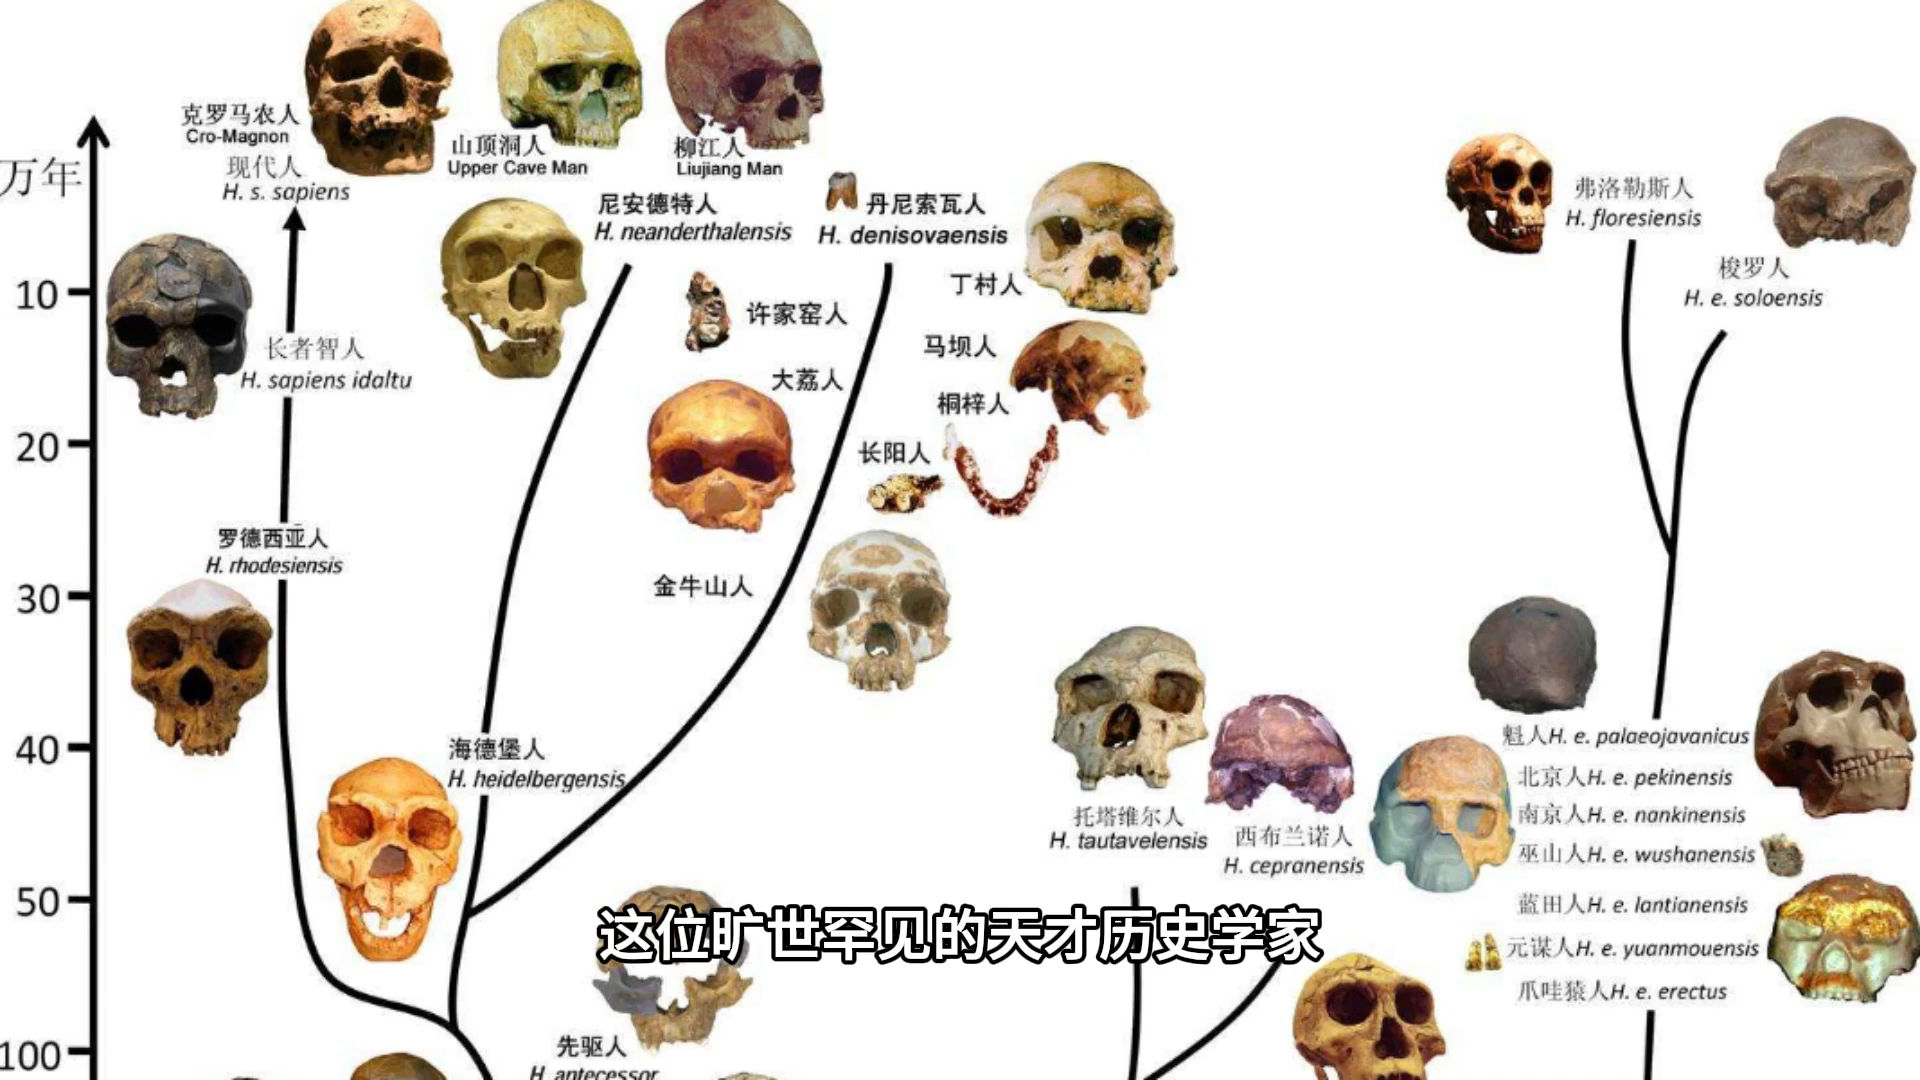 克罗马农人
Cro-Magnon
现代人
H. s. sapiens
山顶洞人
Upper Cave Man
柳江人
Liujiang Man
万年
尼安德特人
H. neanderthalensis
丹尼索瓦人
H. denisovaensis
弗洛勒斯人
H. floresiensis
梭罗人
H. e. soloensis
丁村人
10
许家窑人
长者智人
H. sapiens idaltu
马坝人
大荔人
桐梓人
20
长阳人
罗德西亚人
H. rhodesiensis
30
金牛山人
40
海德堡人
H. heidelbergensis
托塔维尔人
H. tautavelensis
西布兰诺人
H. cepranensis
魁人H. e. palaeojavanicus
北京人H. e. pekinensis
南京人H. e. nankinensis
巫山人H. e. wushanensis
蓝田人H. e. lantianensis
元谋人H. e. yuanmouensis
爪哇猿人H. e. erectus
50
这位旷世罕见的天才历史学家
100
先驱人
H. antecessor